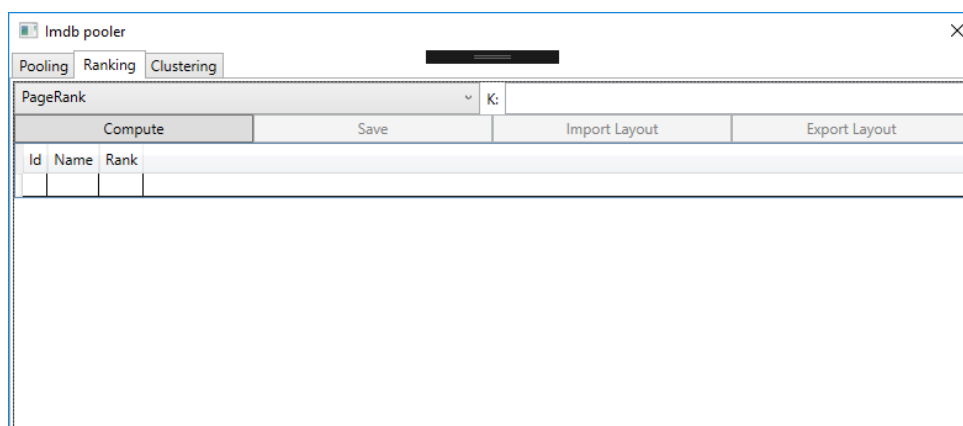 Imdb pooler
Pooling Ranking Clustering
PageRank K:
Compute Save Import Layout Export Layout
Id Name Rank